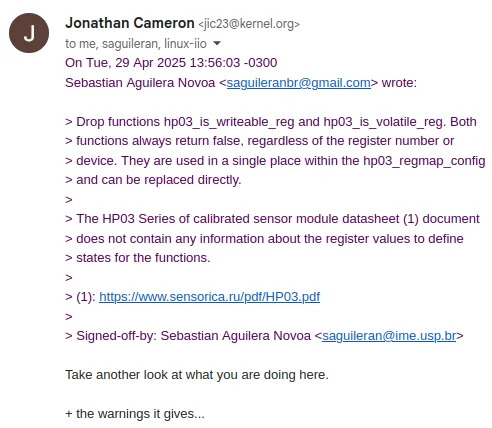 J
Jonathan Cameron <jic23@kernel.org>
to me, saguileran, linux-iio
On Tue, 29 Apr 2025 13:56:03 -0300
Sebastian Aguilera Novoa <saguileranbr@gmail.com> wrote:
> Drop functions hp03_is_writeable_reg and hp03_is_volatile_reg. Both
> functions always return false, regardless of the register number or
> device. They are used in a single place within the hp03_regmap_config
> and can be replaced directly.
>
> The HP03 Series of calibrated sensor module datasheet (1) document
> does not contain any information about the register values to define
> states for the functions.
>
> (1): https://www.sensorica.ru/pdf/HP03.pdf
>
> Signed-off-by: Sebastian Aguilera Novoa <saguileran@ime.usp.br>
Take another look at what you are doing here.
+ the warnings it gives...